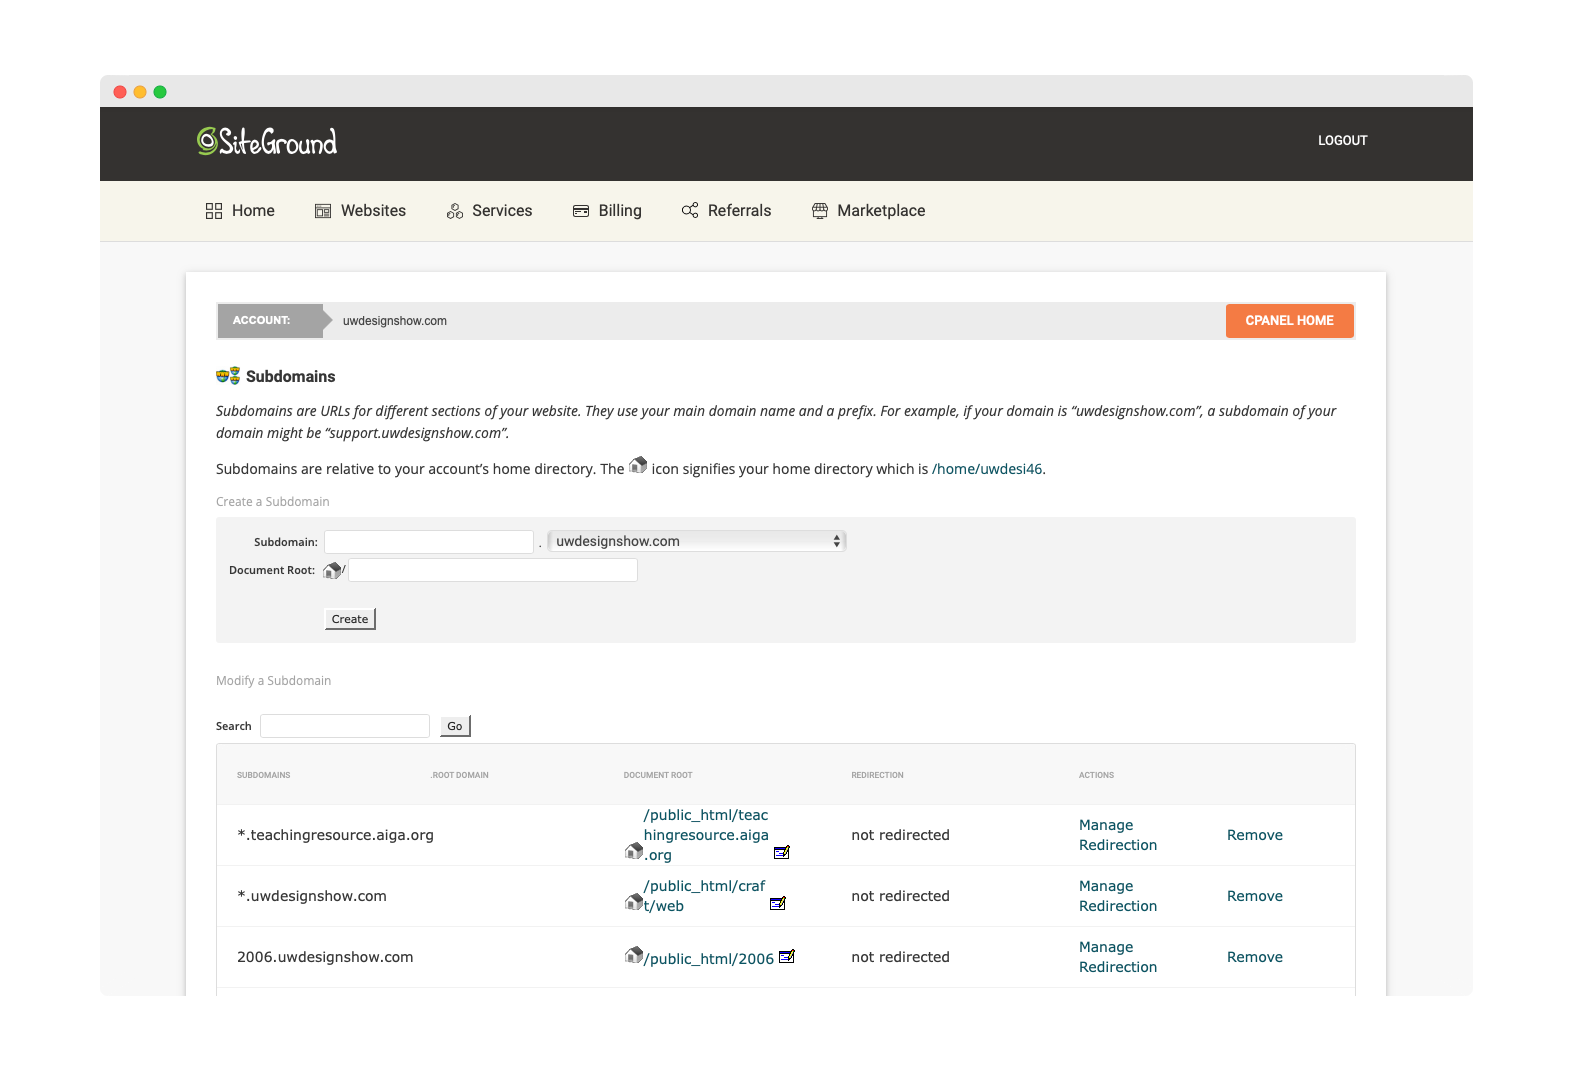 SiteGround
LOGOUT
Home Websites Services Billing Referrals Marketplace
ACCOUNT: uwdesignshow.com CPANEL HOME
Subdomains
Subdomains are URLs for different sections of your website. They use your main domain name and a prefix. For example, if your domain is “uwdesignshow.com”, a subdomain of your
domain might be “support.uwdesignshow.com”.
Subdomains are relative to your account’s home directory. The icon signifies your home directory which is /home/uwdesi46.
Create a Subdomain
Subdomain: . uwdesignshow.com
Document Root: /
Create
Modify a Subdomain
Search Go
SUBDOMAINS .ROOT DOMAIN DOCUMENT ROOT REDIRECTION ACTIONS
*.teachingresource.aiga.org
/public_html/teac
hingresource.aiga
.org
not redirected
Manage
Redirection
Remove
*.uwdesignshow.com
/public_html/craf
t/web
not redirected
Manage
Redirection
Remove
2006.uwdesignshow.com
/public_html/2006
not redirected
Manage
Redirection
Remove